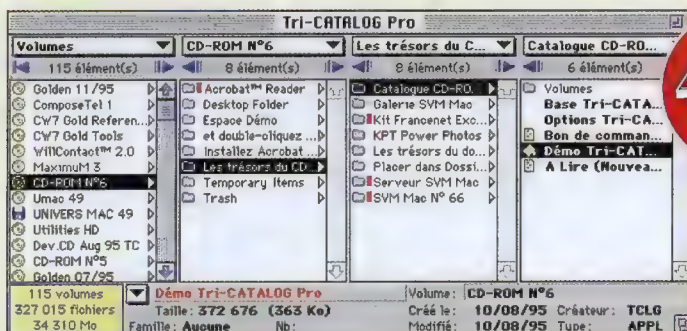 Tri-CATALOG Pro
Volumes
CD-ROM N°6
Les trésors du C...
Catalogue CD-RO...
115 élément(s)
8 élément(s)
8 élément(s)
6 élément(s)
Golden 11/95
ComposeTel 1
CW7 Gold Referen...
CW7 Gold Tools
WillContact™ 2.0
MaximuM 3
CD-ROM N°6
Umac 49
UNIVERS MAC 49
Utilities HD
Dev.CD Aug 95 TC
CD-ROM N°5
Golden 07/95
Acrobat™ Reader
Desktop Folder
Espace Démo
et double-cliquez ...
Installez Acrobat ...
Les trésors du CD
Temporary Items
Trash
Catalogue CD-RO.
Galerie SVM Mac
Kit Francenet Exc...
KPT Power Photos
Les trésors du do...
Placer dans Dossi...
Serveur SVM Mac
SVM Mac N° 66
Volumes
Base Tri-CATA...
Options Tri-CA...
Bon de comman...
Démo Tri-CAT...
A Lire (Nouvea...
115 volumes
327 015 fichiers
34 310 Mo
Démo Tri-CATALOG Pro
Volume: CD-ROM N°6
Taille: 372 676 (363 Ko)
Créé le: 10/08/95 Créateur: TCLG
Famille: Aucune Nb:
Modifié: 10/08/95 Type: APPL